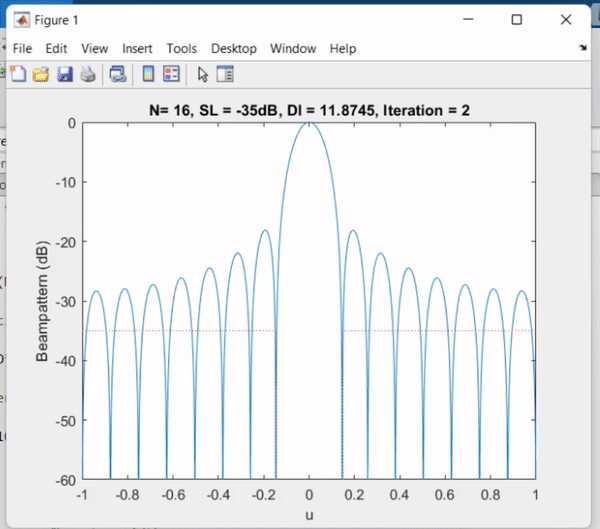 Figure 1
File Edit View Insert Tools Desktop Window Help
N= 16, SL = -35dB, DI = 11.8745, Iteration = 2
0
-10
-20
-30
-40
-50
-60
Beampattern (dB)
-1 -0.8 -0.6 -0.4 -0.2 0 0.2 0.4 0.6 0.8 1
u